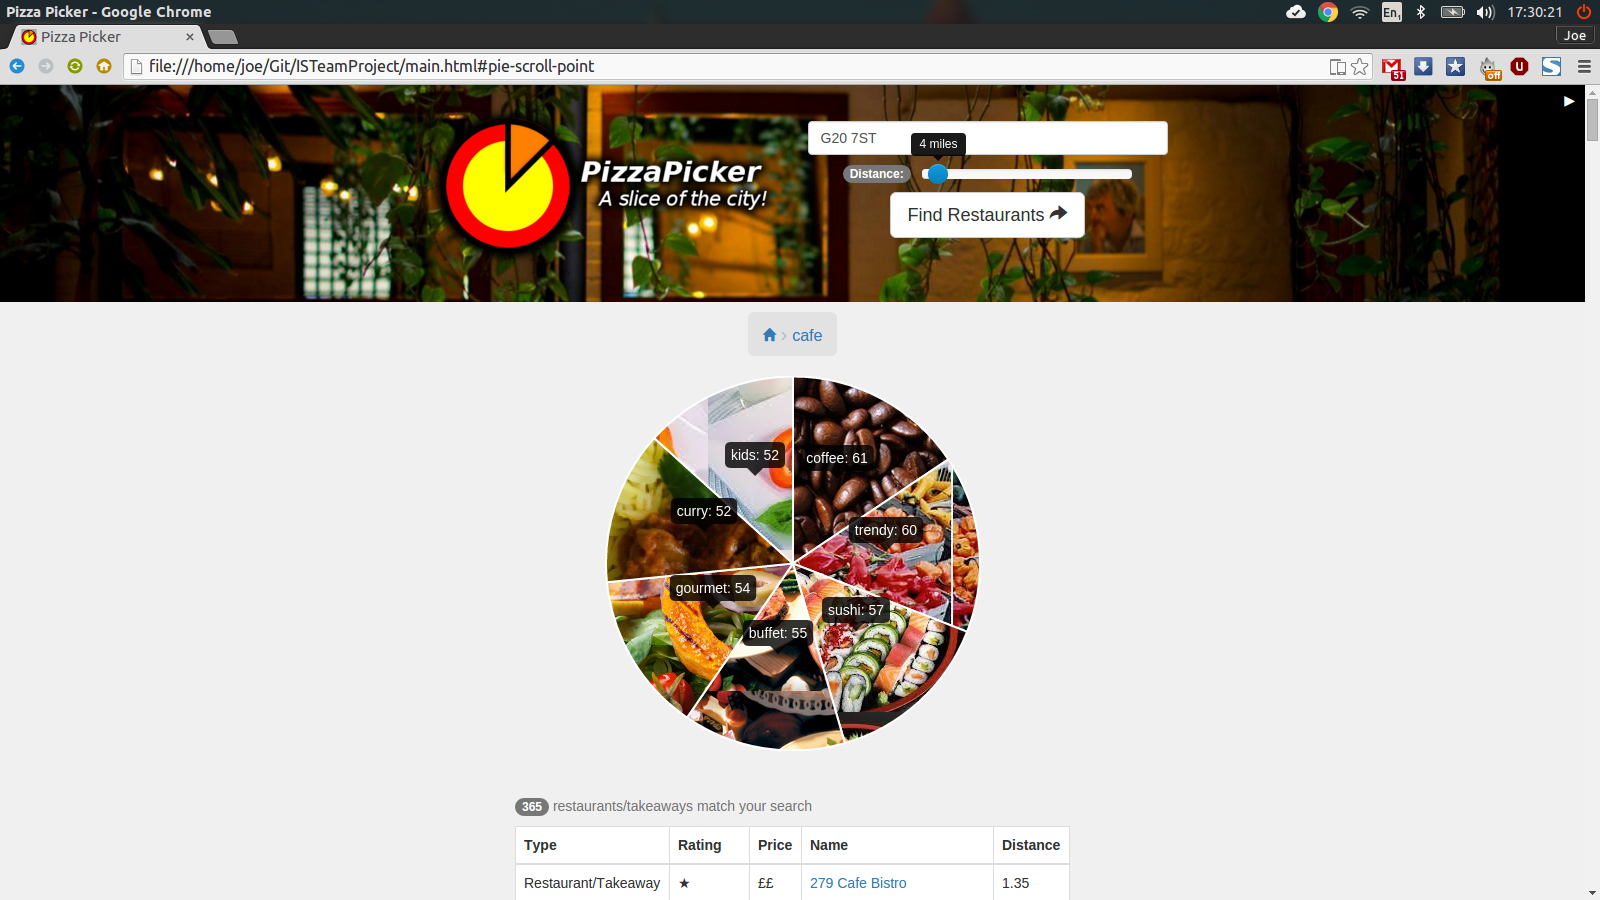 Pizza Picker - Google Chrome
En1
17:30:21
Pizza Picker
Joe
file:///home/joe/Git/ISTeamProject/main.html#pie-scroll-point
51
off
PizzaPicker
A slice of the city!
G20 7ST
4 miles
Distance:
Find Restaurants
cafe
kids: 52
coffee: 61
curry: 52
trendy: 60
gourmet: 54
sushi: 57
buffet: 55
365 restaurants/takeaways match your search
Type Rating Price Name Distance
Restaurant/Takeaway ★ ££ 279 Cafe Bistro 1.35